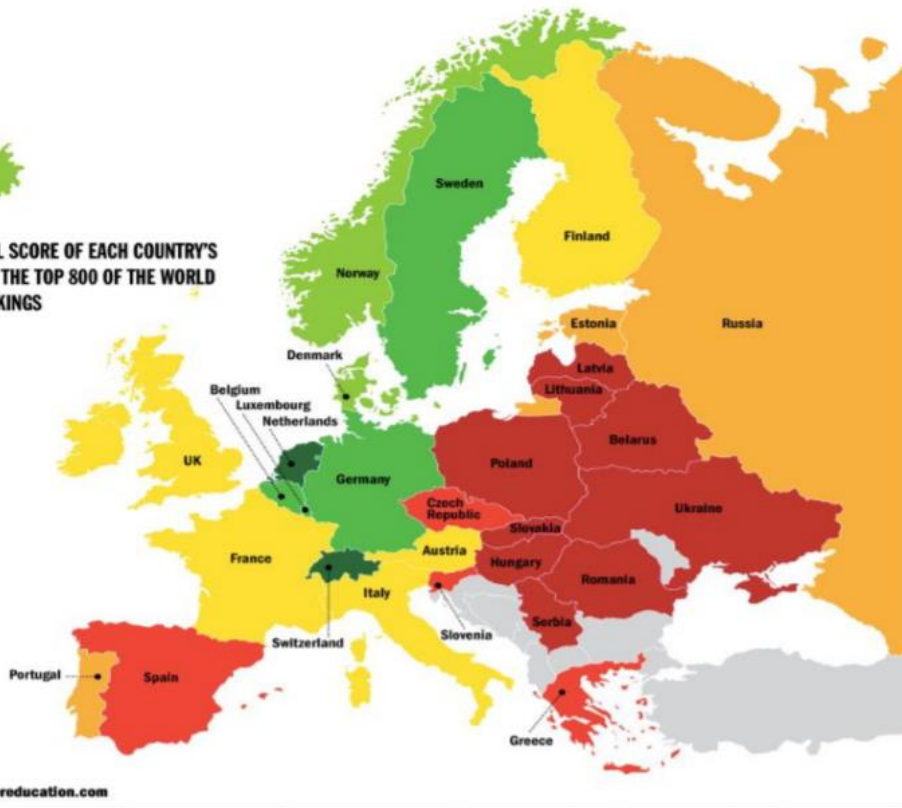 L SCORE OF EACH COUNTRY'S
THE TOP 800 OF THE WORLD
KINGS
Sweden
Finland
Norway
Estonia
Russia
Denmark
Latvia
Belgium
Lithuania
Luxembourg
Netherlands
Belarus
UK
Poland
Germany
Czech
Republic
Ukraine
Slovakia
France
Austria
Hungary
Romania
Italy
Serbia
Switzerland
Slovenia
Portugal
Spain
Greece
reducation.com